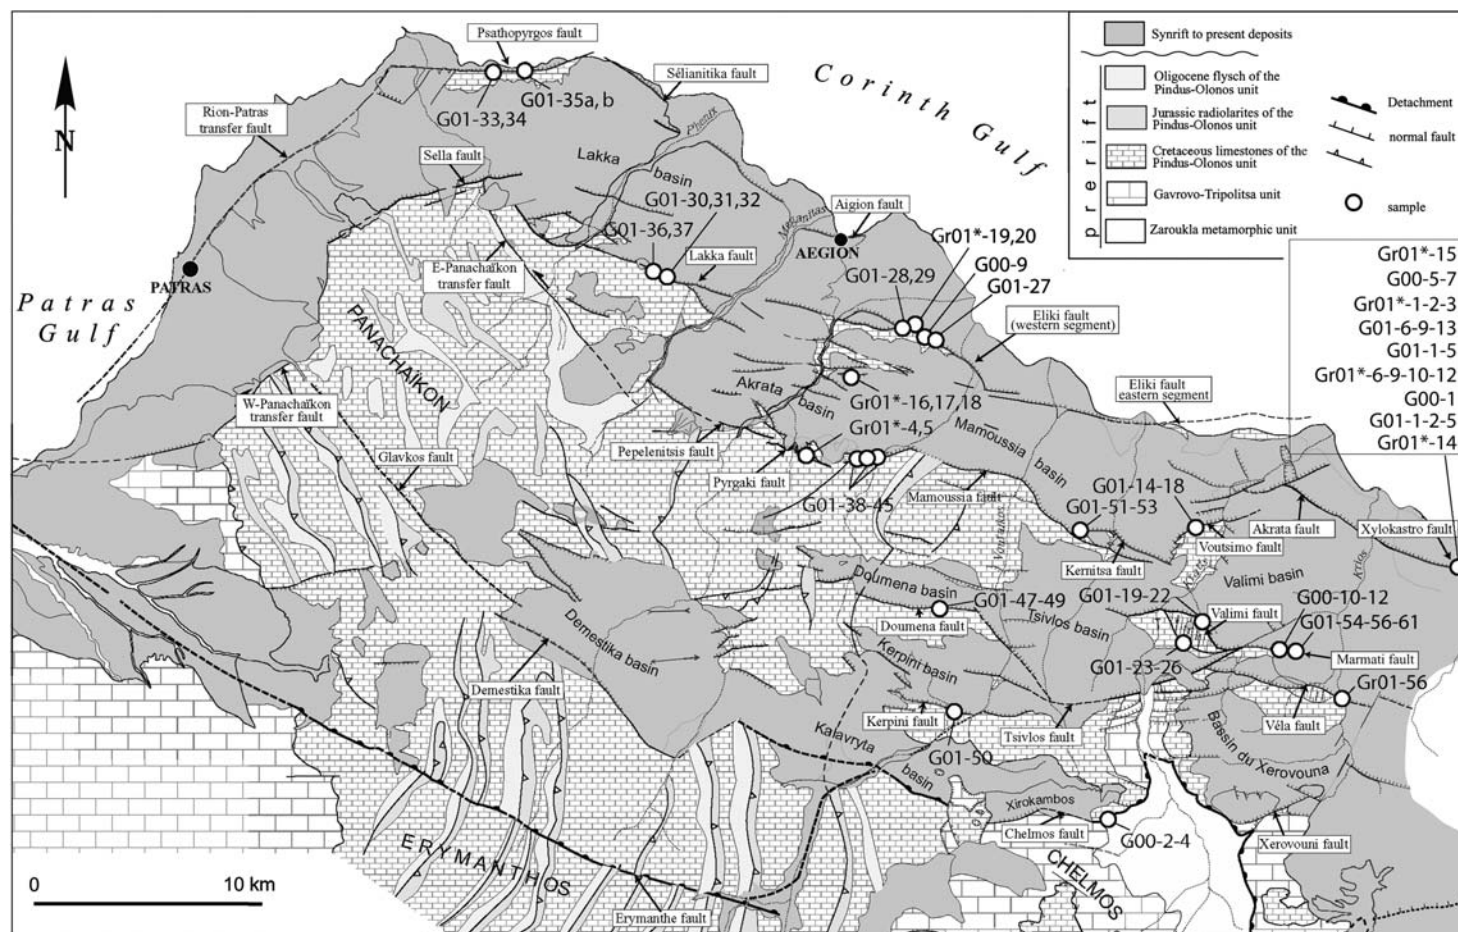 Psathopyrgos fault
Sélianitika fault
Corinth Gulf
G01-35a, b
G01-33,34
Rion-Patras
transfer fault
N
Phenix
Sella fault
Lakka
basin
G01-30,31,32
G01-36,37
Lakka fault
Meganitas
Aigion fault
AEGION
Gr01*-19,20
G00-9
G01-28,29
G01-27
E-Panachaïkon
transfer fault
PATRAS
Patras
Gulf
PANACHAÏKON
Eliki fault
(western segment)
Eliki fault
eastern segment
Akrata
basin
Gr01*-16,17,18
Gr01*-4,5
Mamoussia
basin
W-Panachaïkon
transfer fault
Glavkos fault
Pepelenitsis fault
Pyrgaki fault
G01-38-45
Mamoussia fault
G01-14-18
G01-51-53
Akrata fault
Xylokastro fault
Voutsimo fault
Kernitsa fault
Krios
Valimi basin
Doumena basin
G01-47-49
G01-19-22
G00-10-12
G01-54-56-61
Valimi fault
Tsivlos basin
Doumena fault
Demestika basin
Kerpini basin
G01-23-26
Marmati fault
Gr01-56
Demestika fault
Kerpini fault
Tsivlos fault
Véla fault
Kalavryta
basin
G01-50
Bassin du Xerovouna
Xirokambos
Chelmos fault
G00-2-4
Xerovouni fault
CHELMOS
ERYMANTHOS
Erymanthe fault
0 10 km
Synrift to present deposits
prerift
Oligocene flysch of the
Pindus-Olonos unit
Jurassic radiolarites of the
Pindus-Olonos unit
Cretaceous limestones of the
Pindus-Olonos unit
Gavrovo-Tripolitsa unit
Zaroukla metamorphic unit
Detachment
normal fault
sample
Gr01*-15
G00-5-7
Gr01*-1-2-3
G01-6-9-13
G01-1-5
Gr01*-6-9-10-12
G00-1
G01-1-2-5
Gr01*-14